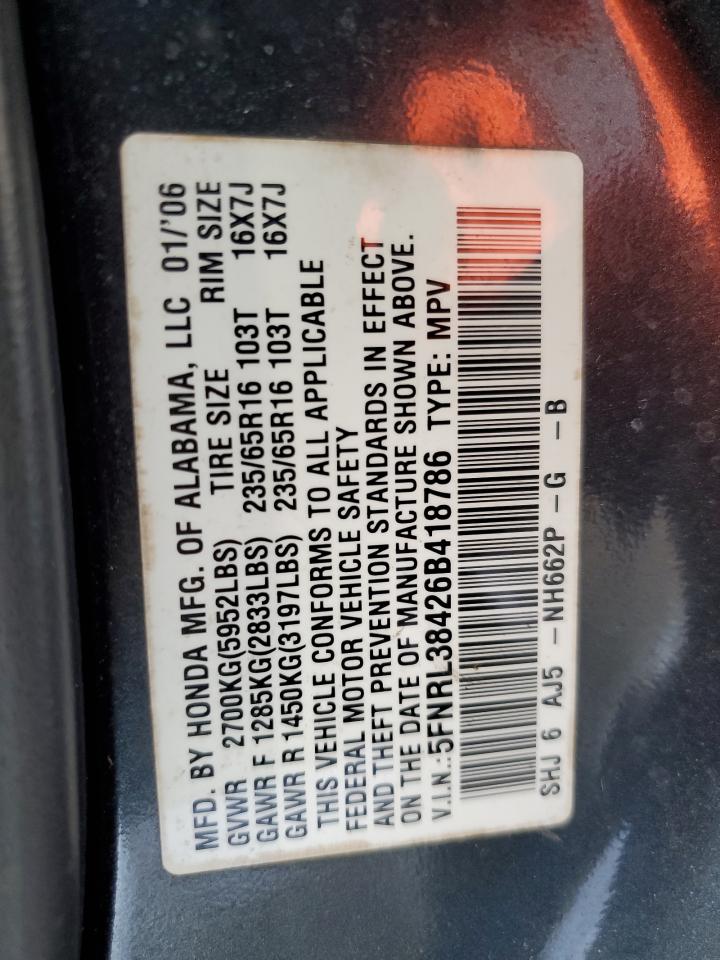 MFD. BY HONDA MFG. OF ALABAMA, LLC 01/'06
GVWR 2700KG(5952LBS) TIRE SIZE RIM SIZE
GAWR F 1285KG(2833LBS) 235/65R16 103T 16X7J
GAWR R 1450KG(3197LBS) 235/65R16 103T 16X7J
THIS VEHICLE CONFORMS TO ALL APPLICABLE
FEDERAL MOTOR VEHICLE SAFETY
AND THEFT PREVENTION STANDARDS IN EFFECT
ON THE DATE OF MANUFACTURE SHOWN ABOVE.
V.I.N.:5FNRL38426B418786 TYPE: MPV
SHJ 6 AJ5 -NH662P -G -B